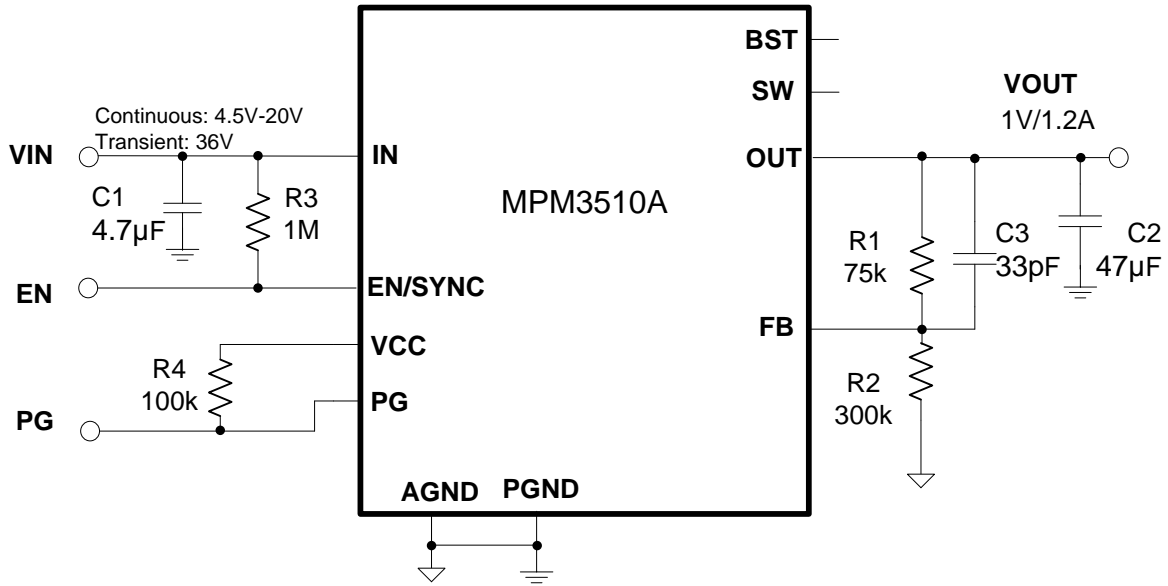 BST
SW
VOUT
1V/1.2A
Continuous: 4.5V-20V
Transient: 36V
VIN
IN
OUT
MPM3510A
C1
4.7µF
R3
1M
R1
75k
C3
33pF
C2
47µF
EN
EN/SYNC
FB
VCC
R4
100k
PG
PG
R2
300k
AGND
PGND